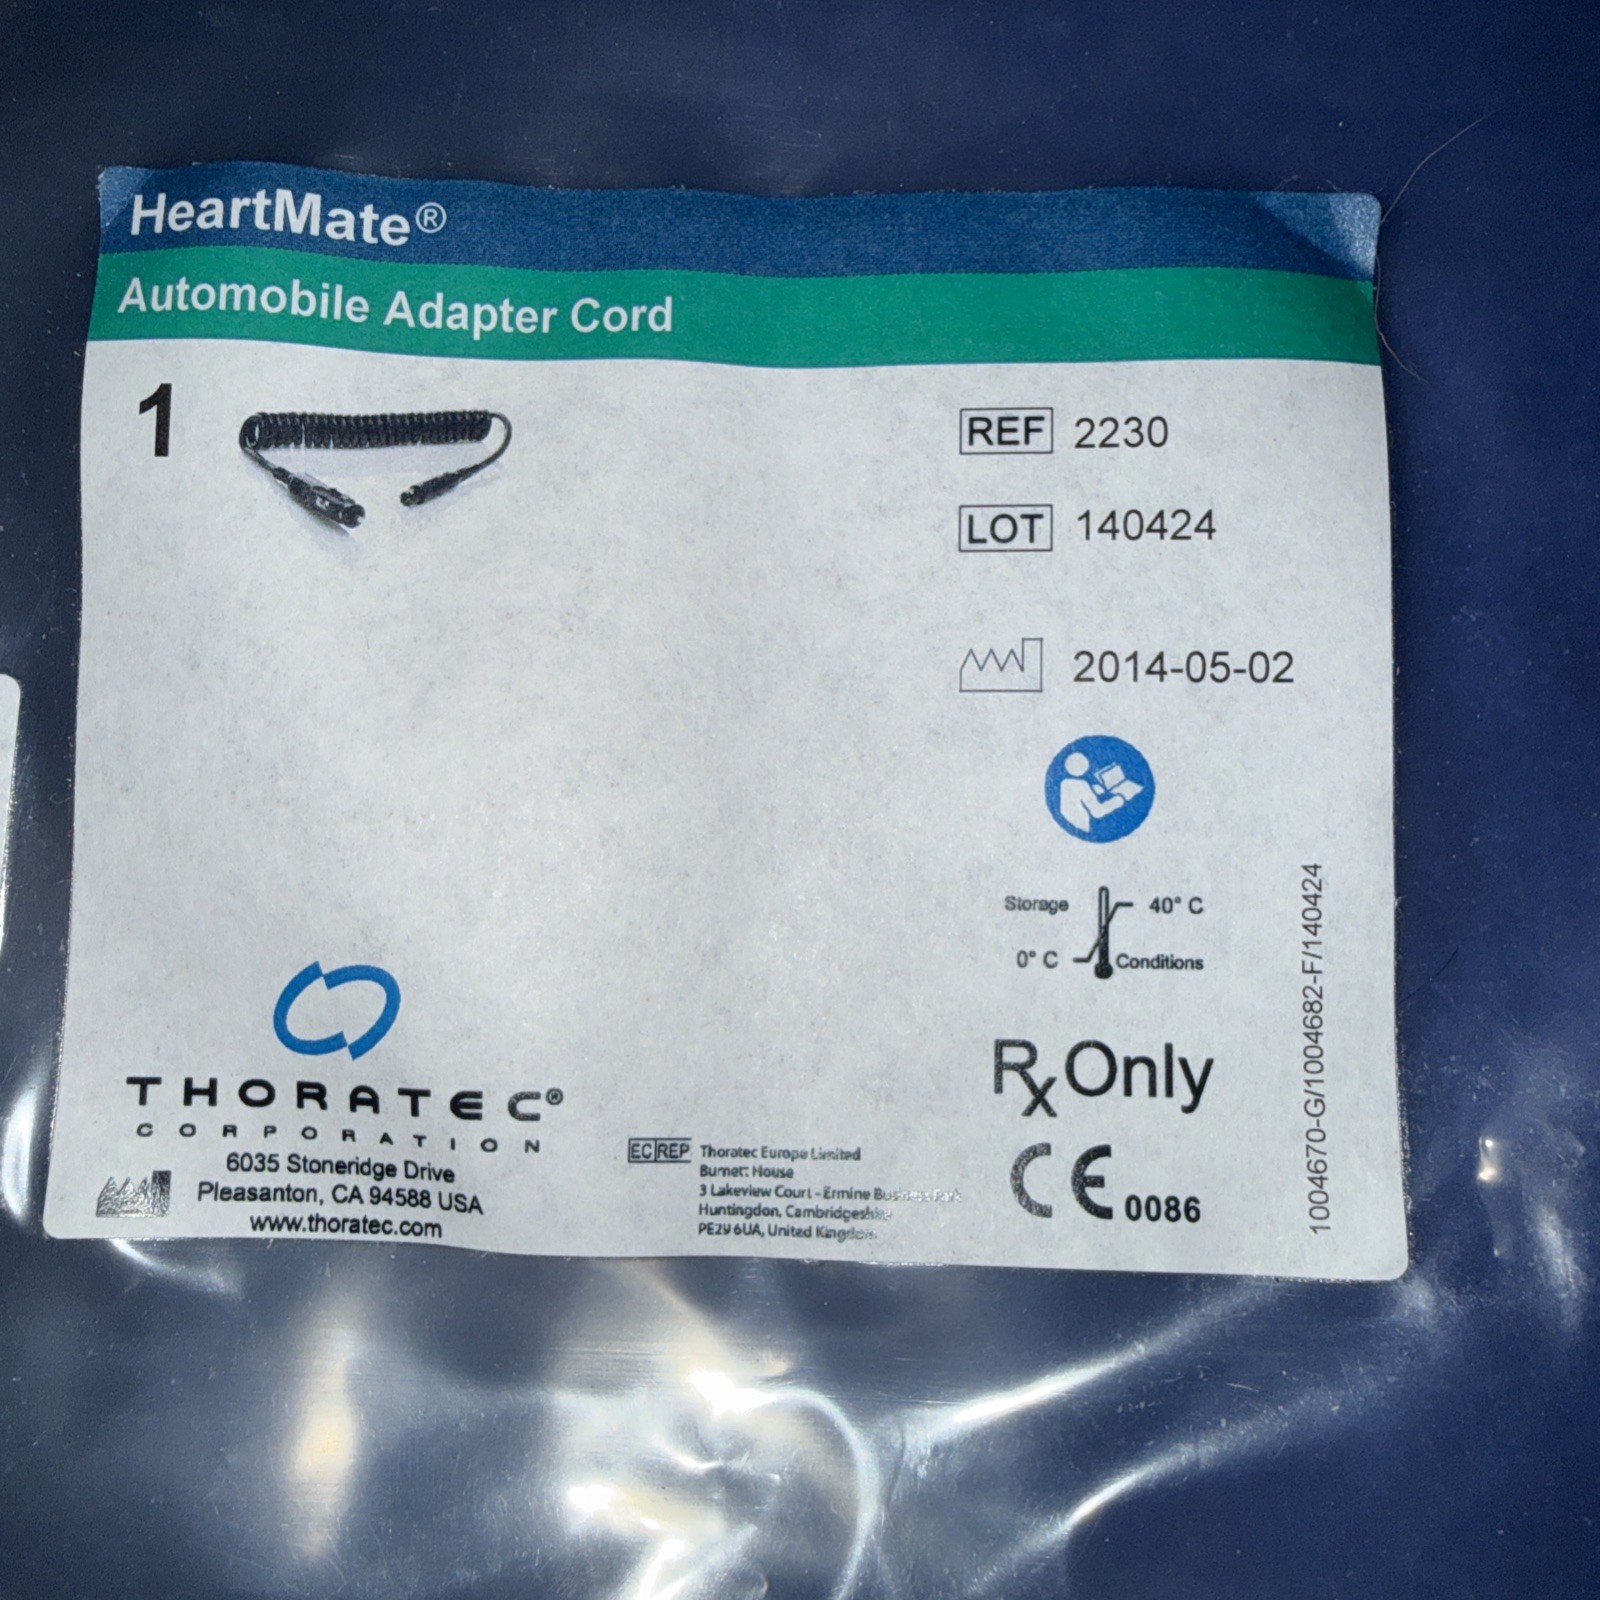 HeartMate®
Automobile Adapter Cord
1
REF 2230
LOT 140424
2014-05-02
Storage 40° C
0° C Conditions
Rx Only
THORATEC®
CORPORATION
6035 Stoneridge Drive
Pleasanton, CA 94588 USA
www.thoratec.com
EC REP Thoratec Europe Limited
House
3 Lakeview Court - Ermine Business Park
Huntingdon, Cambridgeshire
6UA, United Kingdom
CE 0086
1004670-G/1004682-F/140424